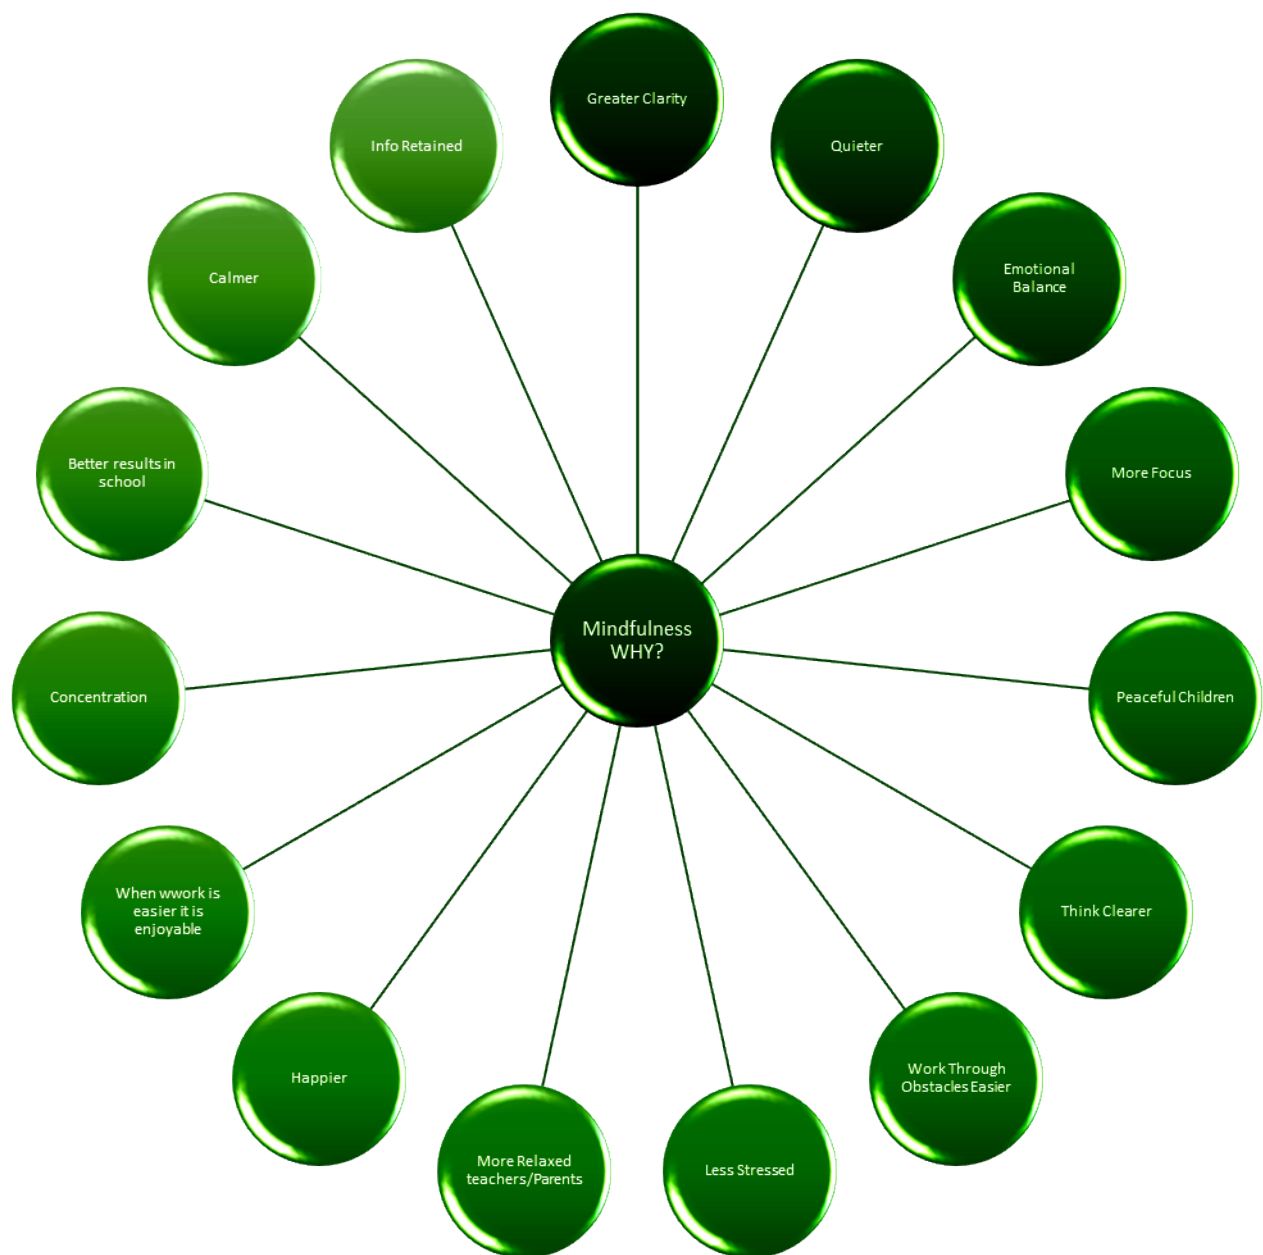 Greater Clarity
Quieter
Emotional
Balance
More Focus
Peaceful Children
Think Clearer
Work Through
Obstacles Easier
Less Stressed
More Relaxed
teachers/Parents
Happier
When wwork is
easier it is
enjoyable
Concentration
Better results in
school
Calmer
Info Retained
Mindfulness
WHY?